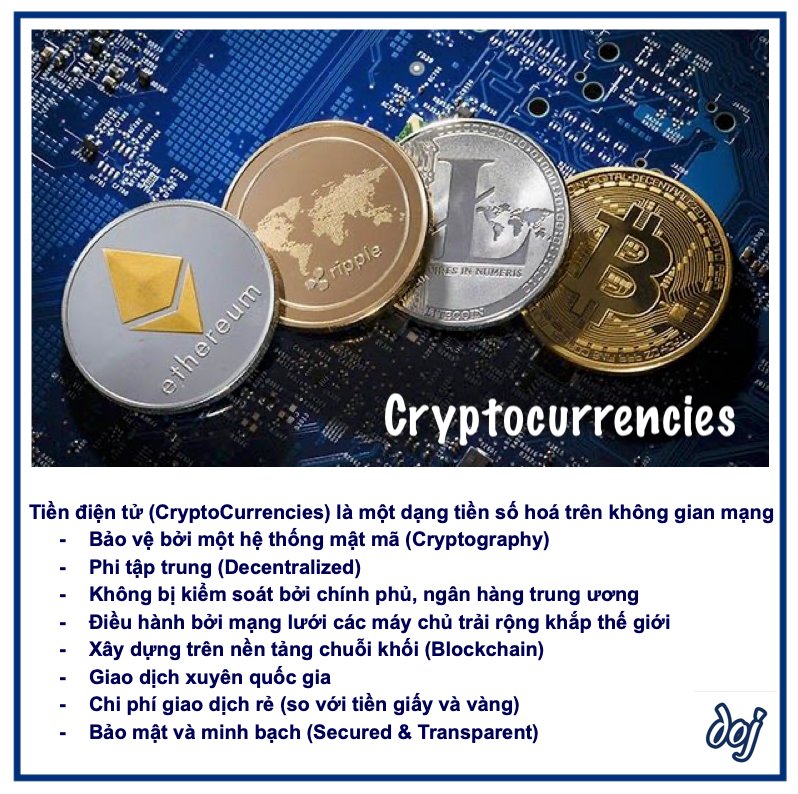 ethereum
ripple
VIRES IN NUMERIS
LITECOIN
Cryptocurrencies
Tiền điện tử (CryptoCurrencies) là một dạng tiền số hoá trên không gian mạng
- Bảo vệ bởi một hệ thống mật mã (Cryptography)
- Phi tập trung (Decentralized)
- Không bị kiểm soát bởi chính phủ, ngân hàng trung ương
- Điều hành bởi mạng lưới các máy chủ trải rộng khắp thế giới
- Xây dựng trên nền tảng chuỗi khối (Blockchain)
- Giao dịch xuyên quốc gia
- Chi phí giao dịch rẻ (so với tiền giấy và vàng)
- Bảo mật và minh bạch (Secured & Transparent)
doj